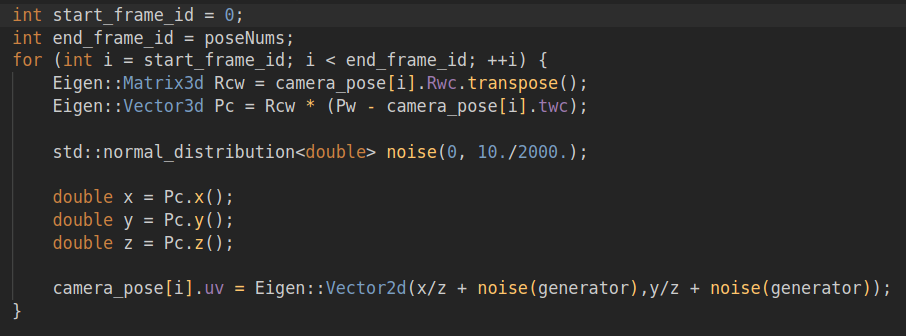 int start_frame_id = 0;
int end_frame_id = poseNums;
for (int i = start_frame_id; i < end_frame_id; ++i) {
    Eigen::Matrix3d Rcw = camera_pose[i].Rwc.transpose();
    Eigen::Vector3d Pc = Rcw * (Pw - camera_pose[i].twc);

    std::normal_distribution<double> noise(0, 10./2000.);

    double x = Pc.x();
    double y = Pc.y();
    double z = Pc.z();

    camera_pose[i].uv = Eigen::Vector2d(x/z + noise(generator),y/z + noise(generator));
}